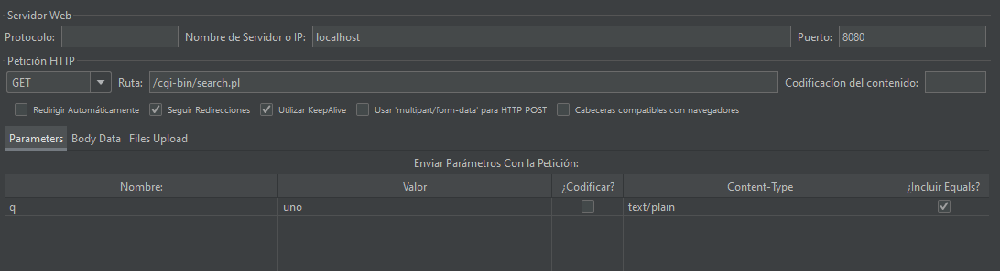 Servidor Web
Protocolo: Nombre de Servidor o IP: localhost Puerto: 8080
Petición HTTP
GET Ruta: /cgi-bin/search.pl Codificacíon del contenido:
Redirigir Automáticamente Seguir Redirecciones Utilizar KeepAlive Usar 'multipart/form-data' para HTTP POST Cabeceras compatibles con navegadores
Parameters Body Data Files Upload
Enviar Parámetros Con la Petición:
Nombre: Valor ¿Codificar? Content-Type ¿Incluir Equals?
q uno text/plain